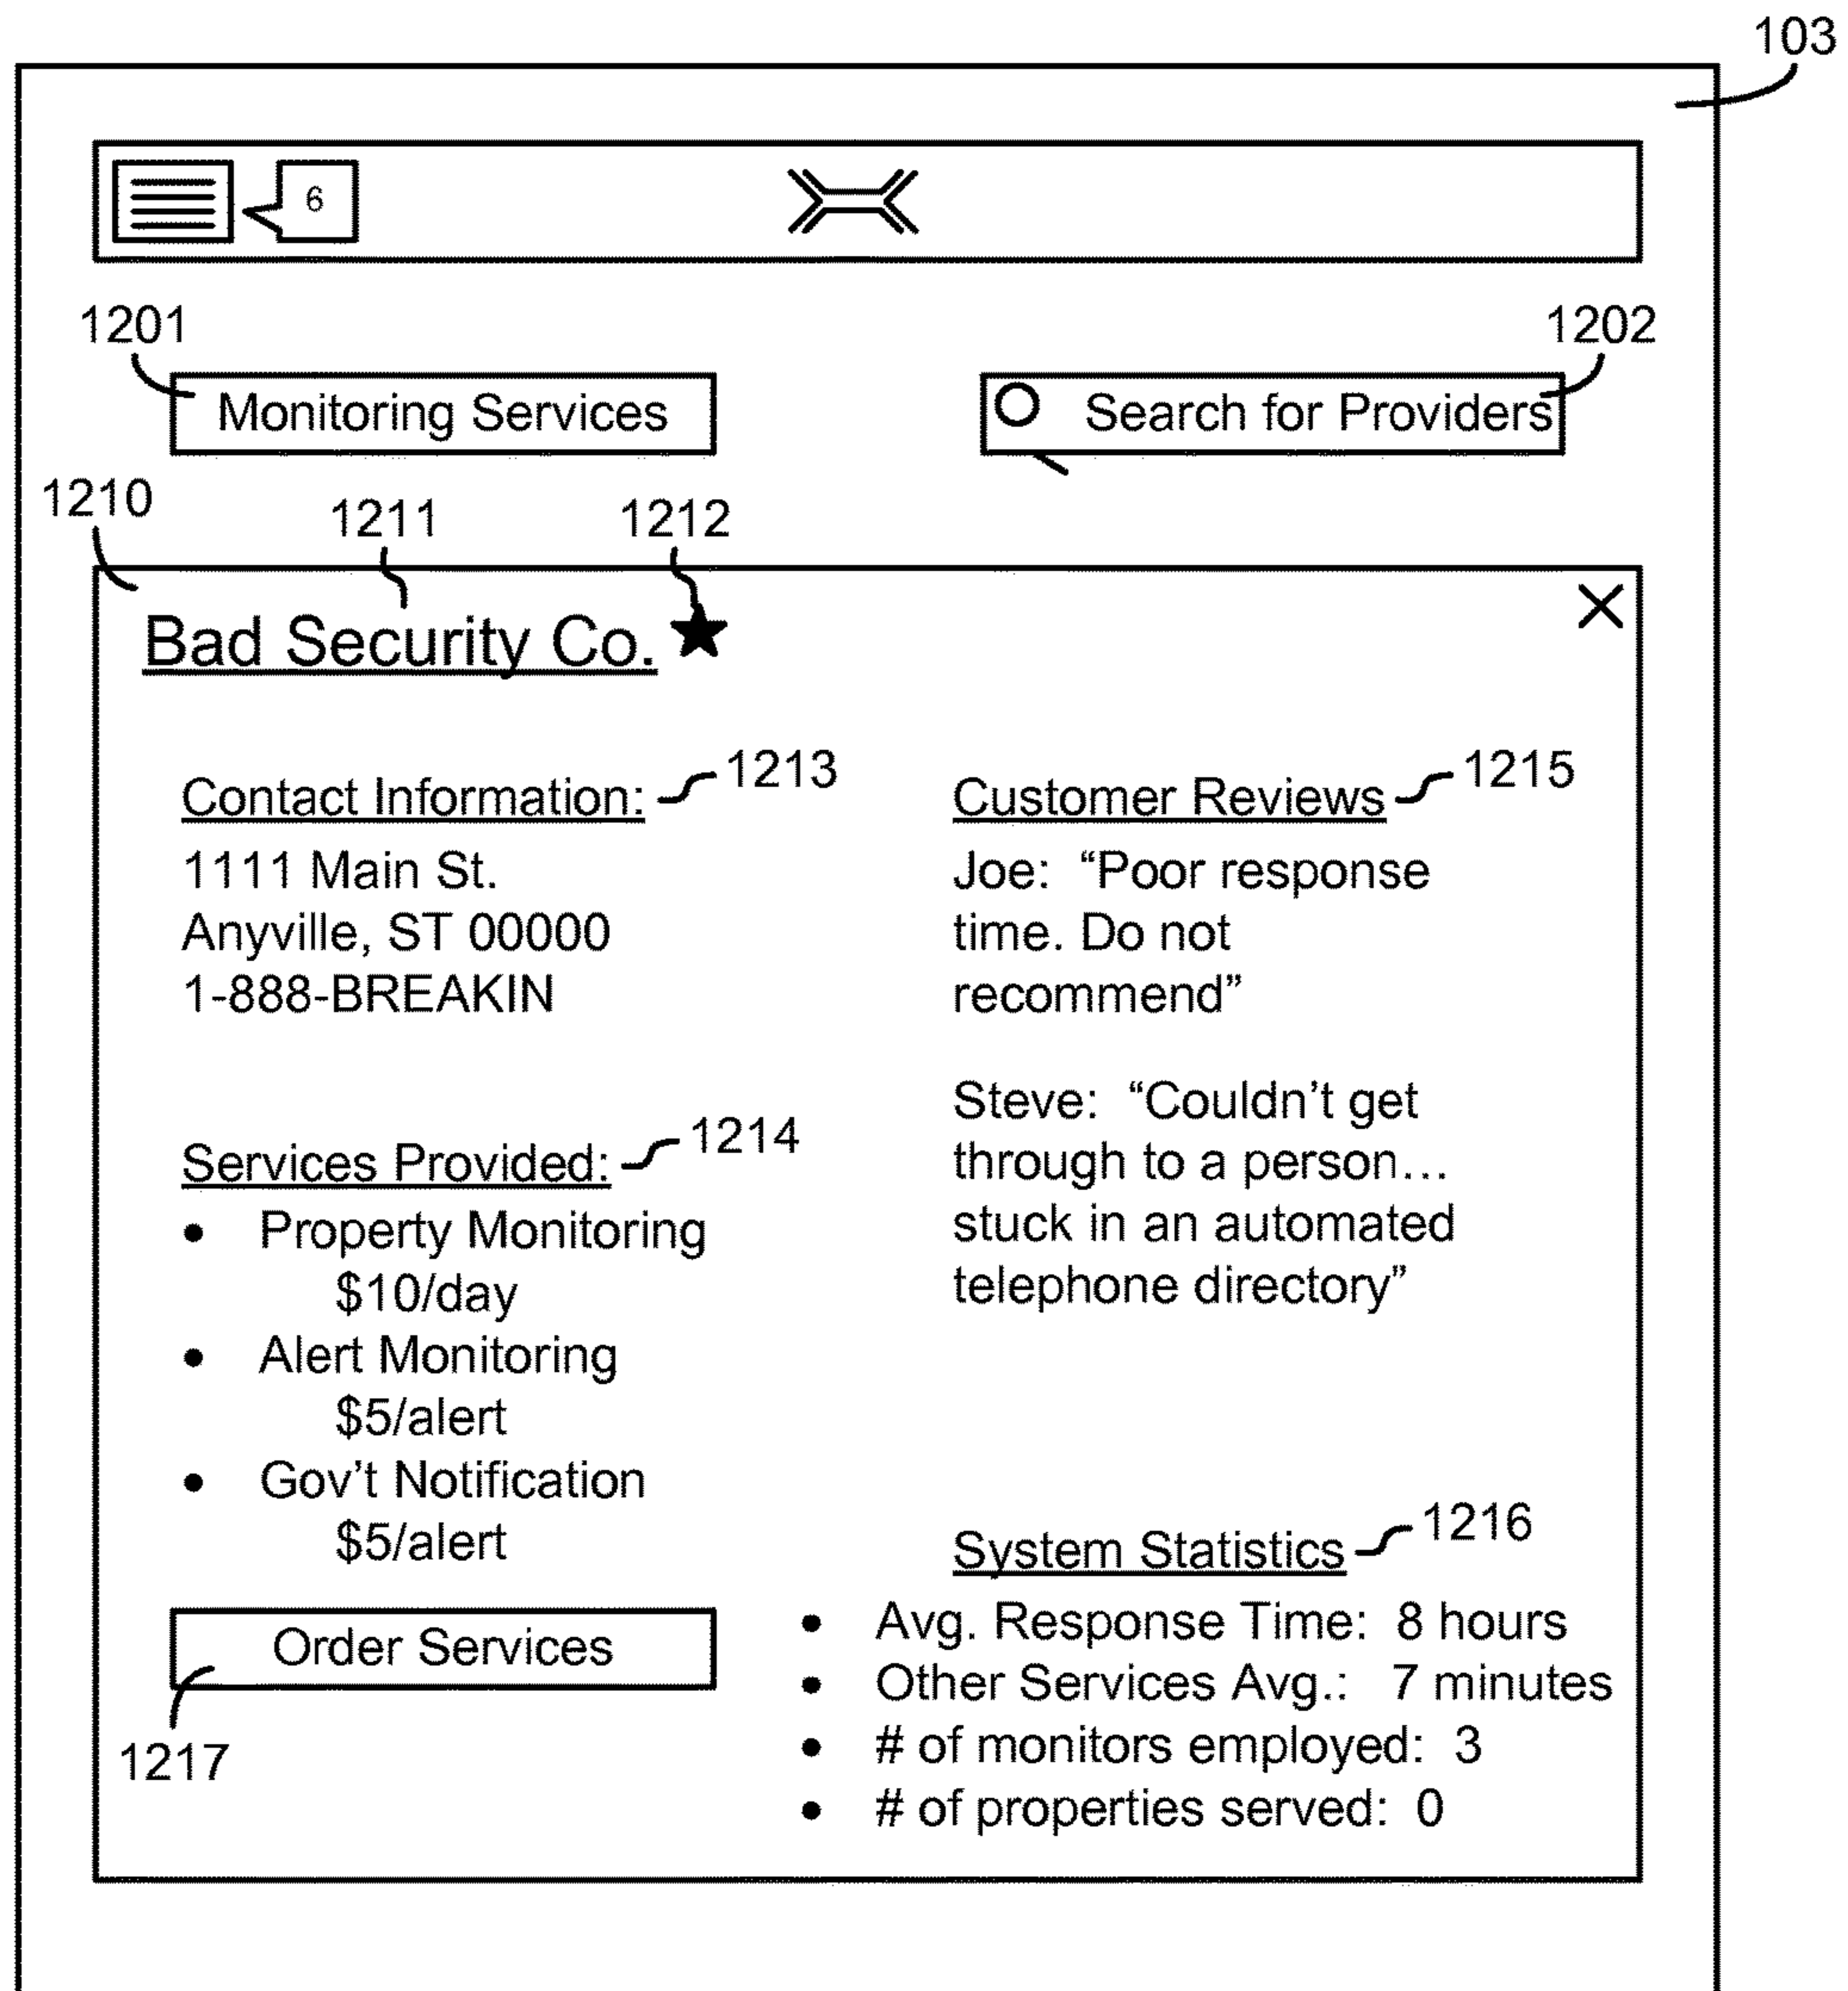 103
6
1201
1202
Monitoring Services
Search for Providers
1210
1211
1212
Bad Security Co.
Contact Information:
1213
1111 Main St.
Anyville, ST 00000
1-888-BREAKIN
Services Provided:
1214
• Property Monitoring
$10/day
• Alert Monitoring
$5/alert
• Gov't Notification
$5/alert
Order Services
1217
Customer Reviews
1215
Joe: “Poor response
time. Do not
recommend”
Steve: “Couldn't get
through to a person...
stuck in an automated
telephone directory”
System Statistics
1216
• Avg. Response Time: 8 hours
• Other Services Avg.: 7 minutes
• # of monitors employed: 3
• # of properties served: 0